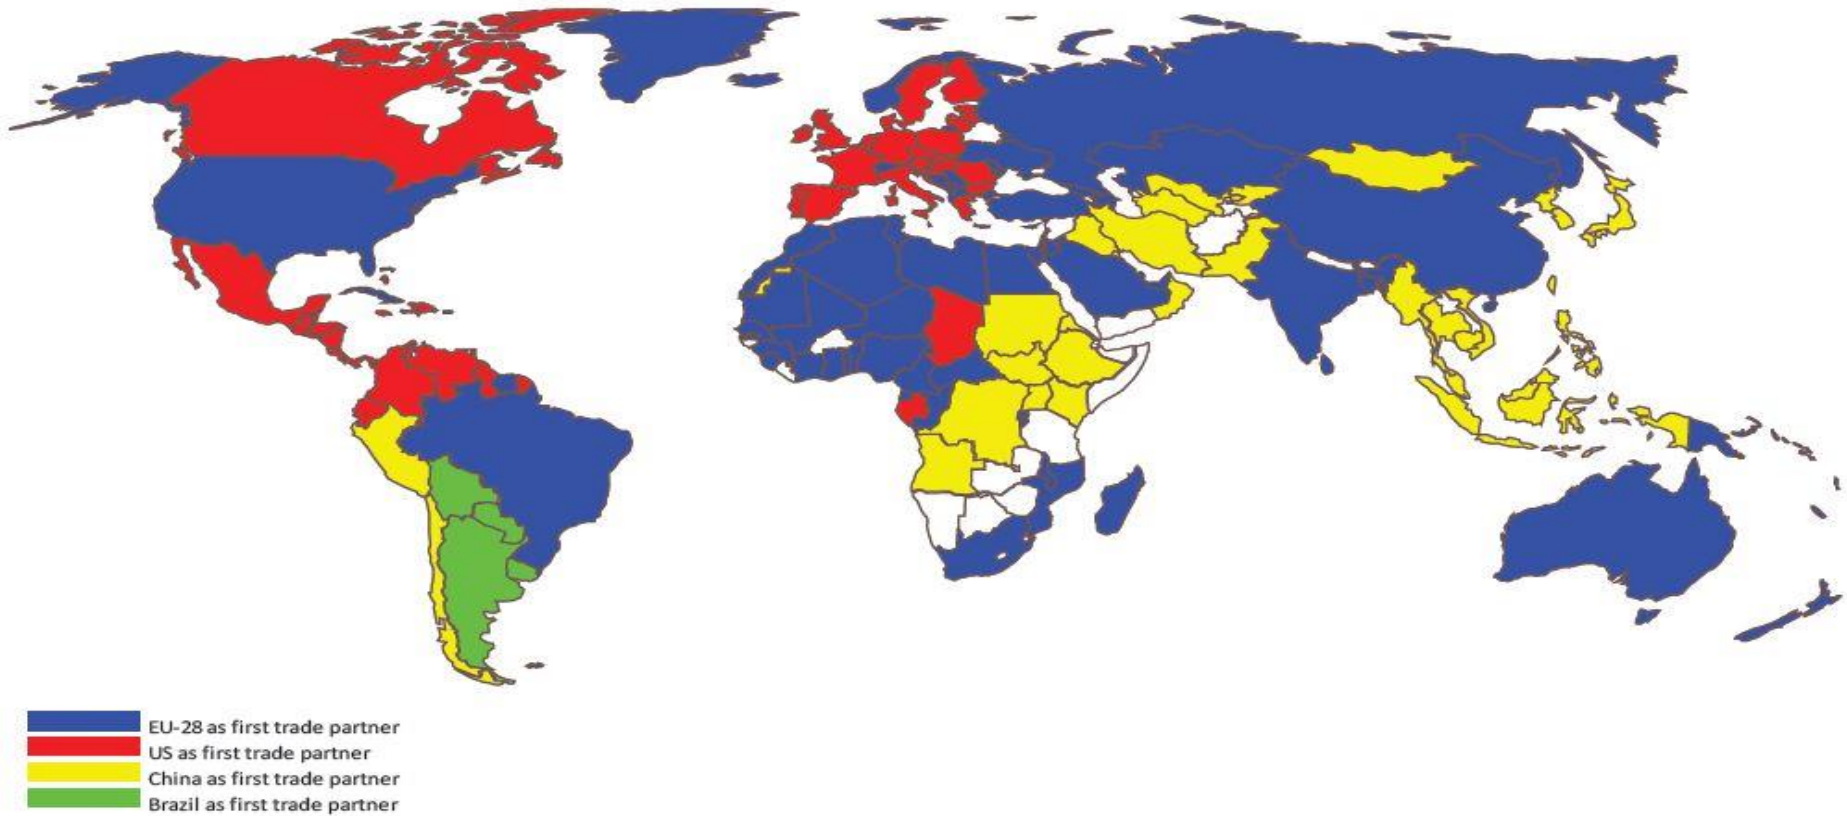 EU-28 as first trade partner
US as first trade partner
China as first trade partner
Brazil as first trade partner